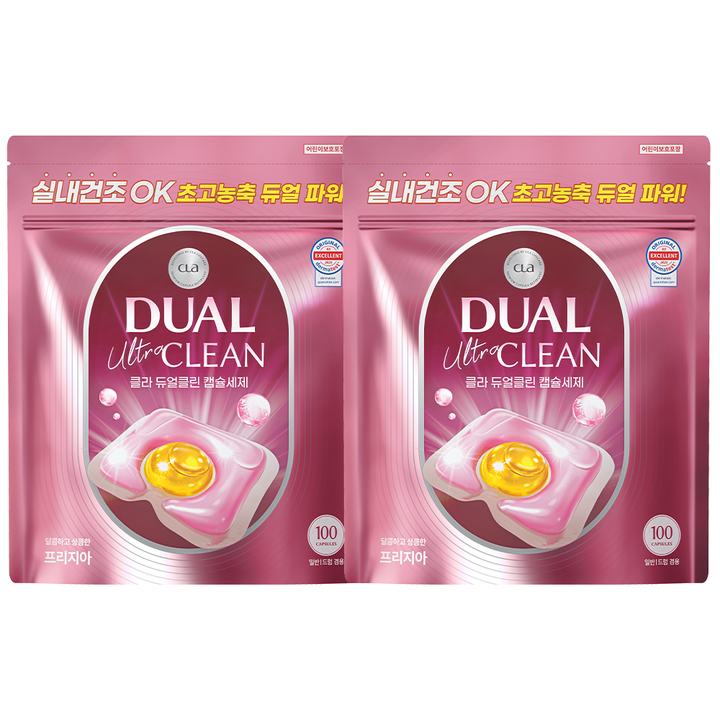 어린이보호포장
실내건조 OK 초고농축 듀얼 파워!
CLA
DUAL
Ultra CLEAN
클라 듀얼클린 캡슐세제
ORIGINAL
EXCELLENT
dermatest
달콤하고 상큼한
프리지아
100
CAPSULES
일반|드럼 겸용
어린이보호포장
실내건조 OK 초고농축 듀얼 파워!
CLA
DUAL
Ultra CLEAN
클라 듀얼클린 캡슐세제
ORIGINAL
EXCELLENT
dermatest
달콤하고 상큼한
프리지아
100
CAPSULES
일반|드럼 겸용